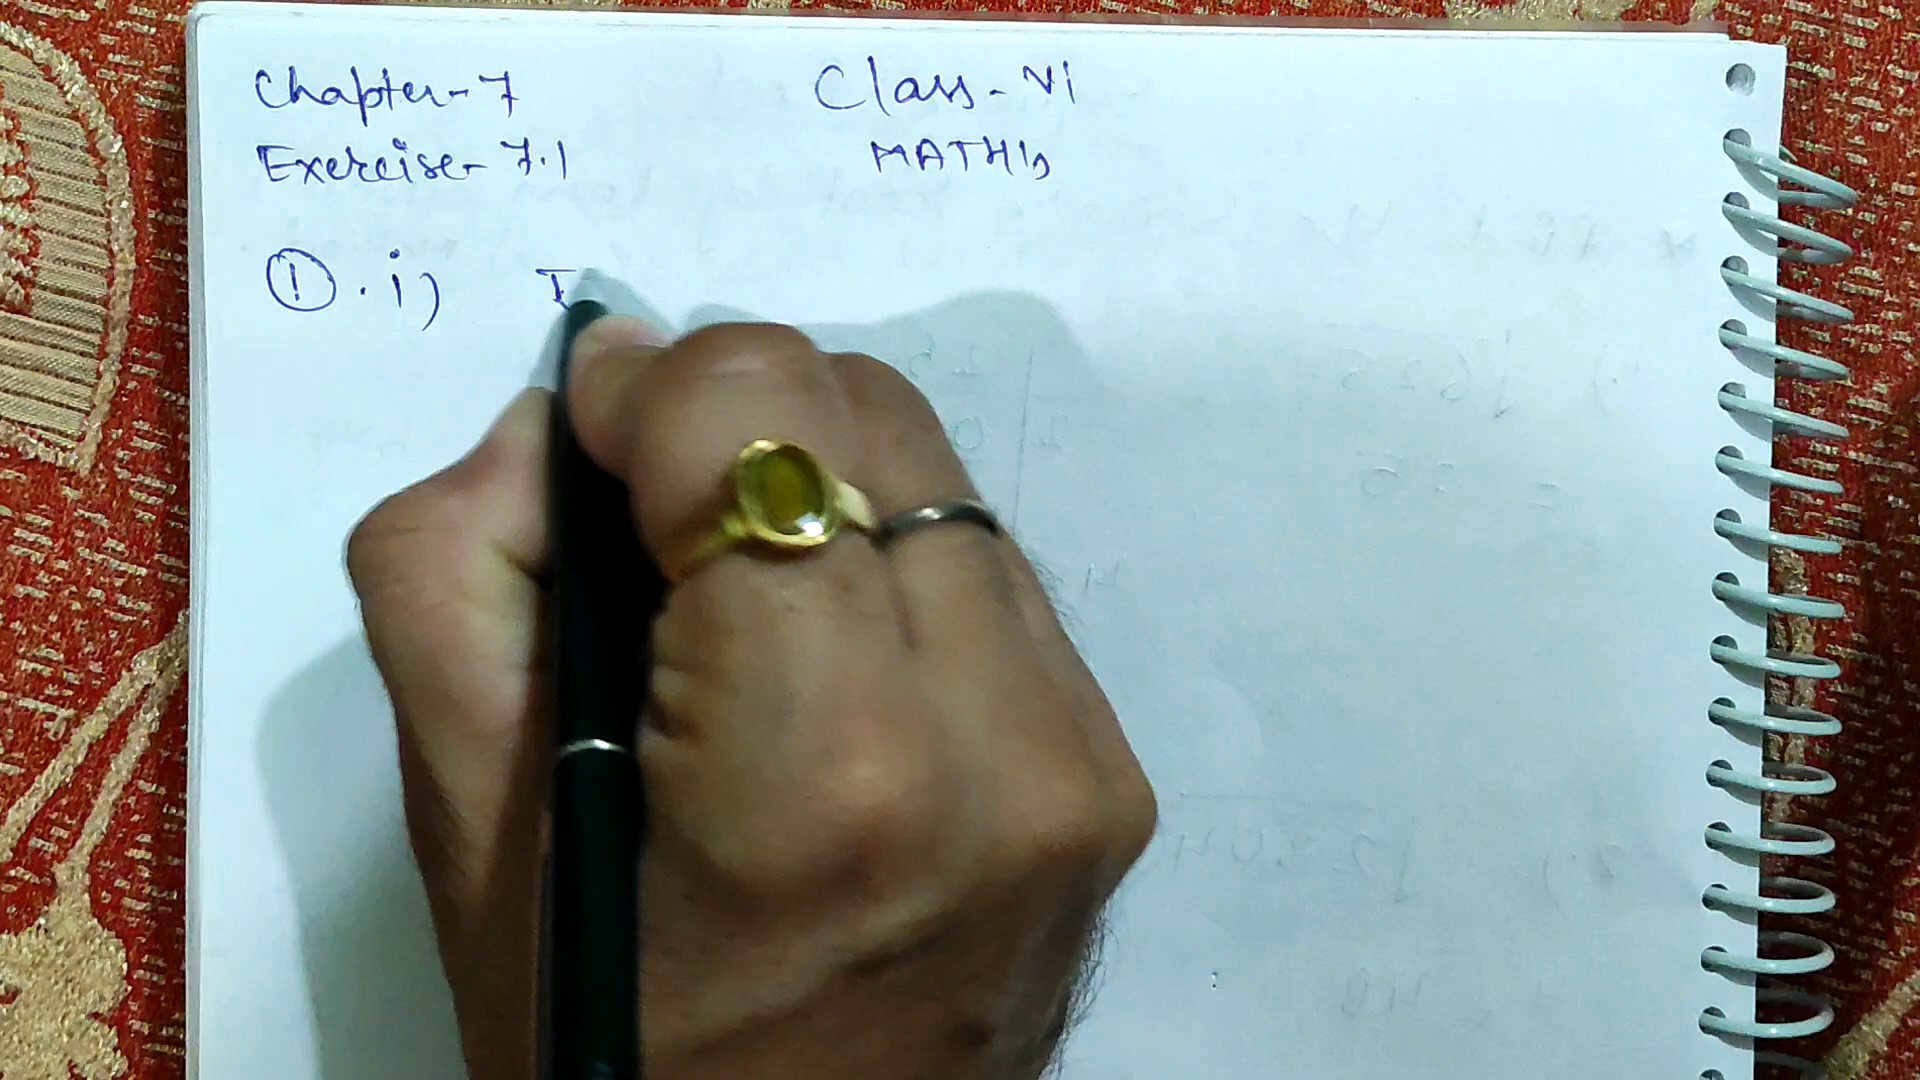 Chapter-7
Class-VI
Exercise-7.1
MATHS
①.i)